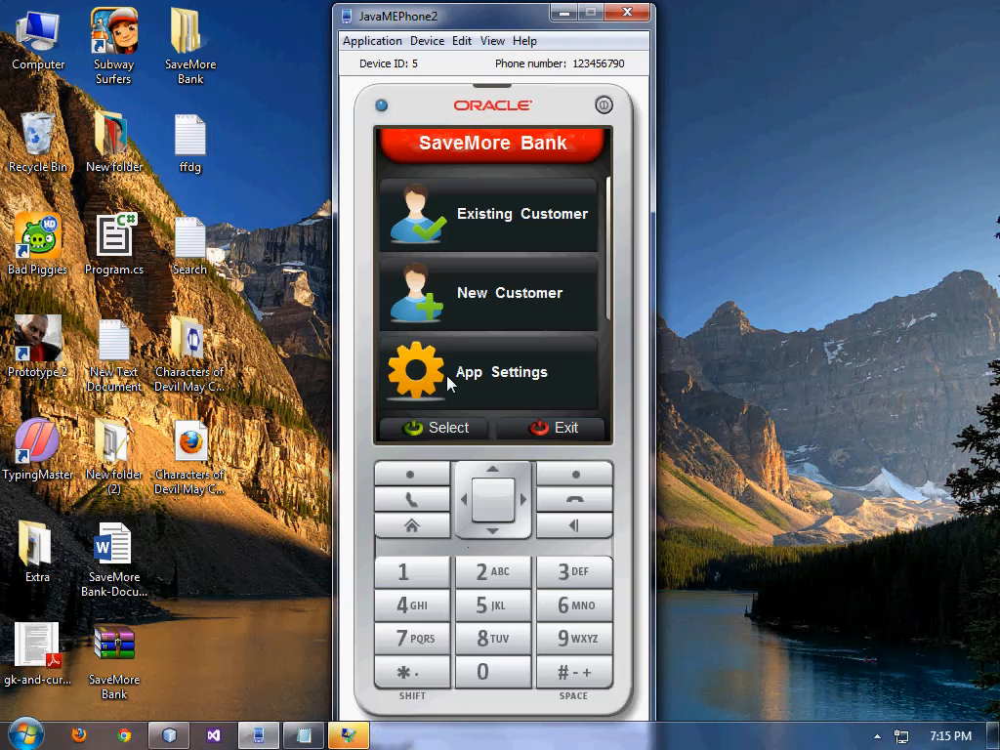 Computer
Subway
Surfers
SaveMore
Bank
Recycle Bin
New folder
ffdg
Bad Piggies
Program.cs
Search
Prototype 2
New Text
Document
Characters of
Devil May C...
TypingMaster
New folder
(2)
Characters of
Devil May C...
Extra
SaveMore
Bank-Docu...
gk-and-cur...
SaveMore
Bank
JavaMEPhone2
Application Device Edit View Help
Device ID: 5 Phone number: 123456790
ORACLE
SaveMore Bank
Existing Customer
New Customer
App Settings
Select Exit
1 2 ABC 3 DEF
4 GHI 5 JKL 6 MNO
7 PQRS 8 TUV 9 WXYZ
* . 0 # - +
SHIFT SPACE
7:15 PM